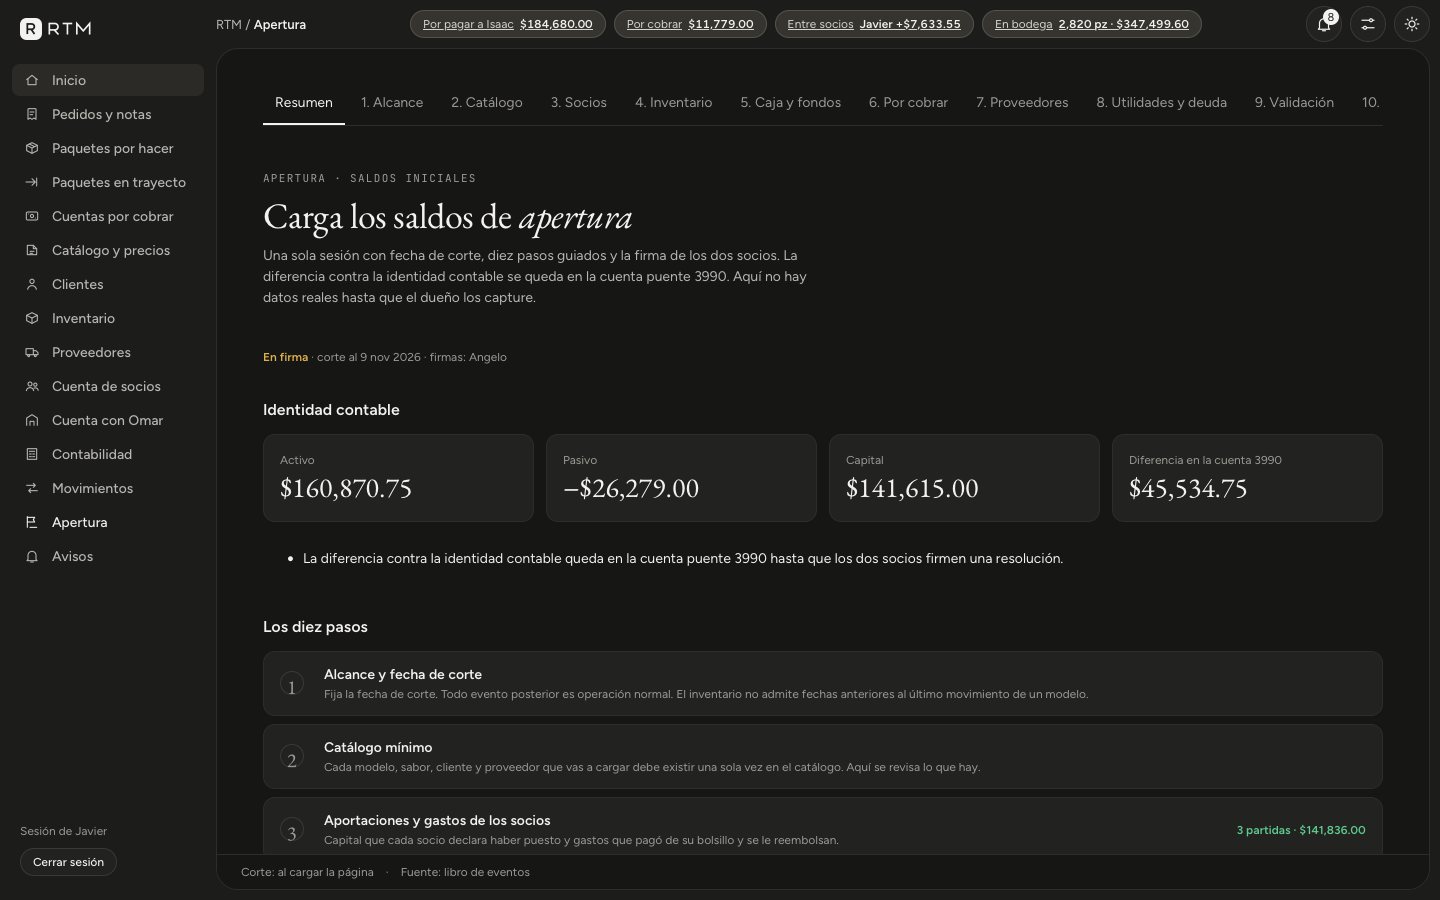 R RTM
RTM / Apertura
Por pagar a Isaac $184,680.00
Por cobrar $11,779.00
Entre socios Javier +$7,633.55
En bodega 2,820 pz · $347,499.60
8
Inicio
Pedidos y notas
Paquetes por hacer
Paquetes en trayecto
Cuentas por cobrar
Catálogo y precios
Clientes
Inventario
Proveedores
Cuenta de socios
Cuenta con Omar
Contabilidad
Movimientos
Apertura
Avisos
Sesión de Javier
Cerrar sesión
Resumen 1. Alcance 2. Catálogo 3. Socios 4. Inventario 5. Caja y fondos 6. Por cobrar 7. Proveedores 8. Utilidades y deuda 9. Validación 10.
APERTURA · SALDOS INICIALES
Carga los saldos de apertura
Una sola sesión con fecha de corte, diez pasos guiados y la firma de los dos socios. La
diferencia contra la identidad contable se queda en la cuenta puente 3990. Aquí no hay
datos reales hasta que el dueño los capture.
En firma · corte al 9 nov 2026 · firmas: Angelo
Identidad contable
Activo
$160,870.75
Pasivo
−$26,279.00
Capital
$141,615.00
Diferencia en la cuenta 3990
$45,534.75
• La diferencia contra la identidad contable queda en la cuenta puente 3990 hasta que los dos socios firmen una resolución.
Los diez pasos
1
Alcance y fecha de corte
Fija la fecha de corte. Todo evento posterior es operación normal. El inventario no admite fechas anteriores al último movimiento de un modelo.
2
Catálogo mínimo
Cada modelo, sabor, cliente y proveedor que vas a cargar debe existir una sola vez en el catálogo. Aquí se revisa lo que hay.
3
Aportaciones y gastos de los socios
Capital que cada socio declara haber puesto y gastos que pagó de su bolsillo y se le reembolsan.
3 partidas · $141,836.00
Corte: al cargar la página · Fuente: libro de eventos